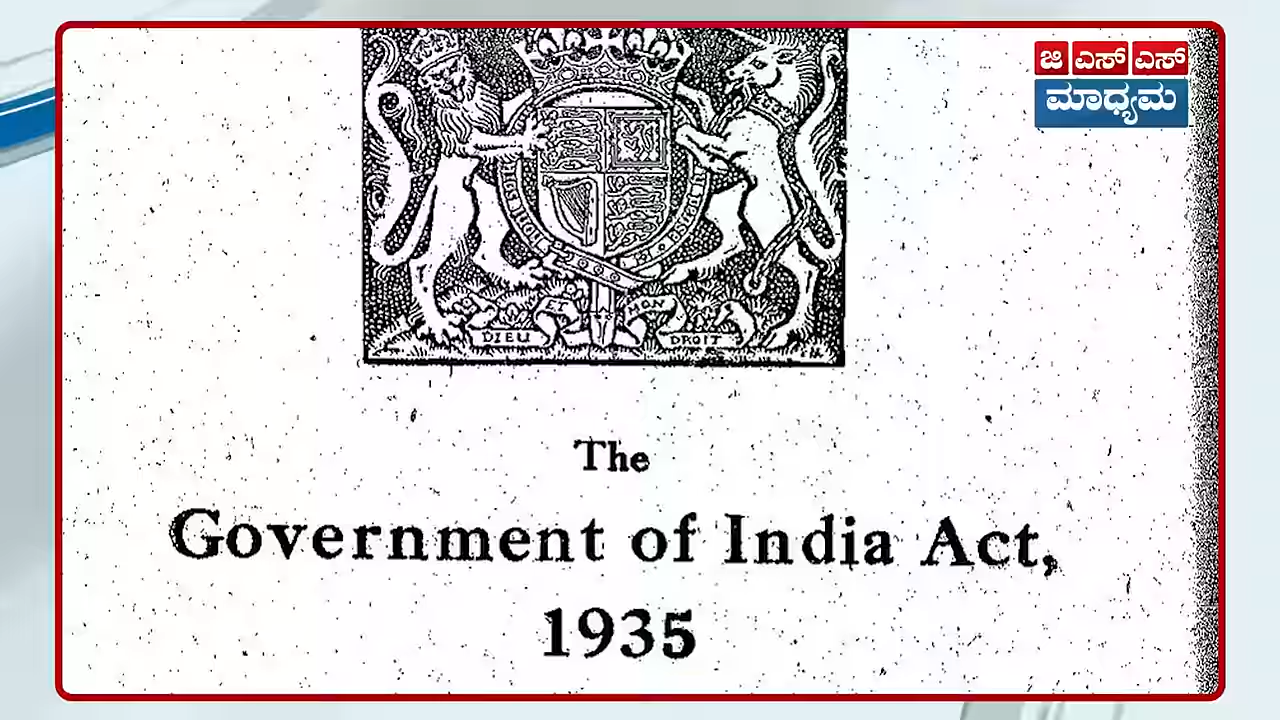 ಜಿ ಎಸ್ ಎಸ್
ಮಾಧ್ಯಮ
ET MON
DIEU DROIT
The
Government of India Act,
1935